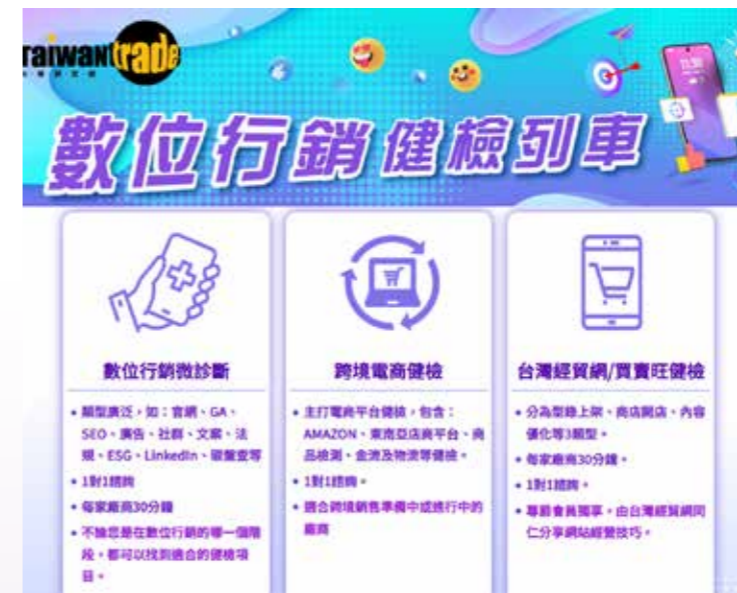 Taiwantrade
數位行銷健檢列車
數位行銷微診斷
• 類型廣泛,如:官網、GA、
SEO、廣告、社群、文案、法
規、ESG、LinkedIn、碳盤查等
• 1對1諮詢
• 每家廠商30分鐘
• 不論您是在數位行銷的哪一個階
段,都可以找到適合的健檢項
目。
跨境電商健檢
• 主打電商平台健檢,包含:
AMAZON、東南亞店商平台、商
品檢測、金流及物流等健檢。
• 1對1諮詢。
• 適合跨境銷售準備中或進行中的
廠商
台灣經貿網/買賣旺健檢
• 分為型錄上架、商店開店、內容
優化等3類型。
• 每家廠商30分鐘。
• 1對1諮詢。
• 尊爵會員獨享。由台灣經貿網同
仁分享網站經營技巧。